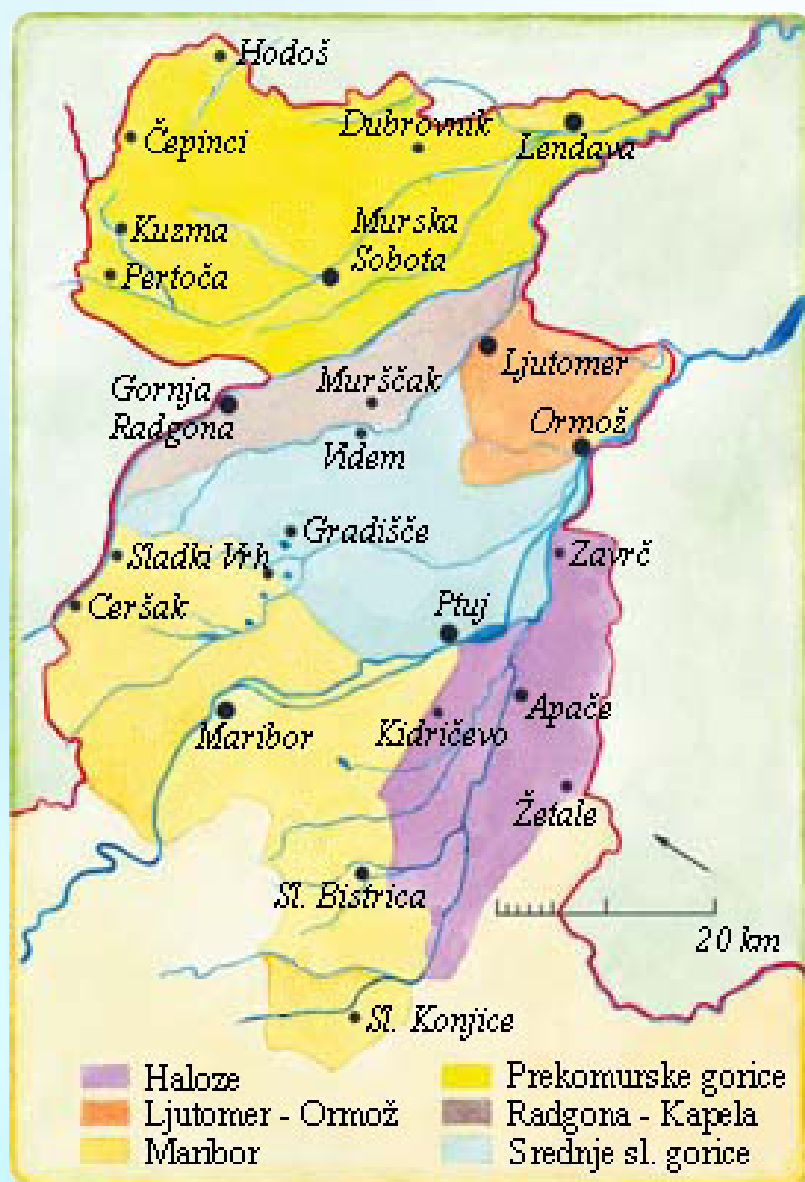 Hodoš
Čepinci
Dubrovnik
Lendava
Kuzma
Murska
Sobota
Pertoča
Ljutomer
Gornja
Radgona
Murščak
Ormož
Videm
Gradišče
Sladki Vrh
Zavrč
Ceršak
Ptuj
Maribor
Kidričevo
Apače
Žetale
Sl. Bistrica
20 km
Sl. Konjice
Haloze
Ljutomer - Ormož
Maribor
Prekomurske gorice
Radgona - Kapela
Srednje sl. gorice